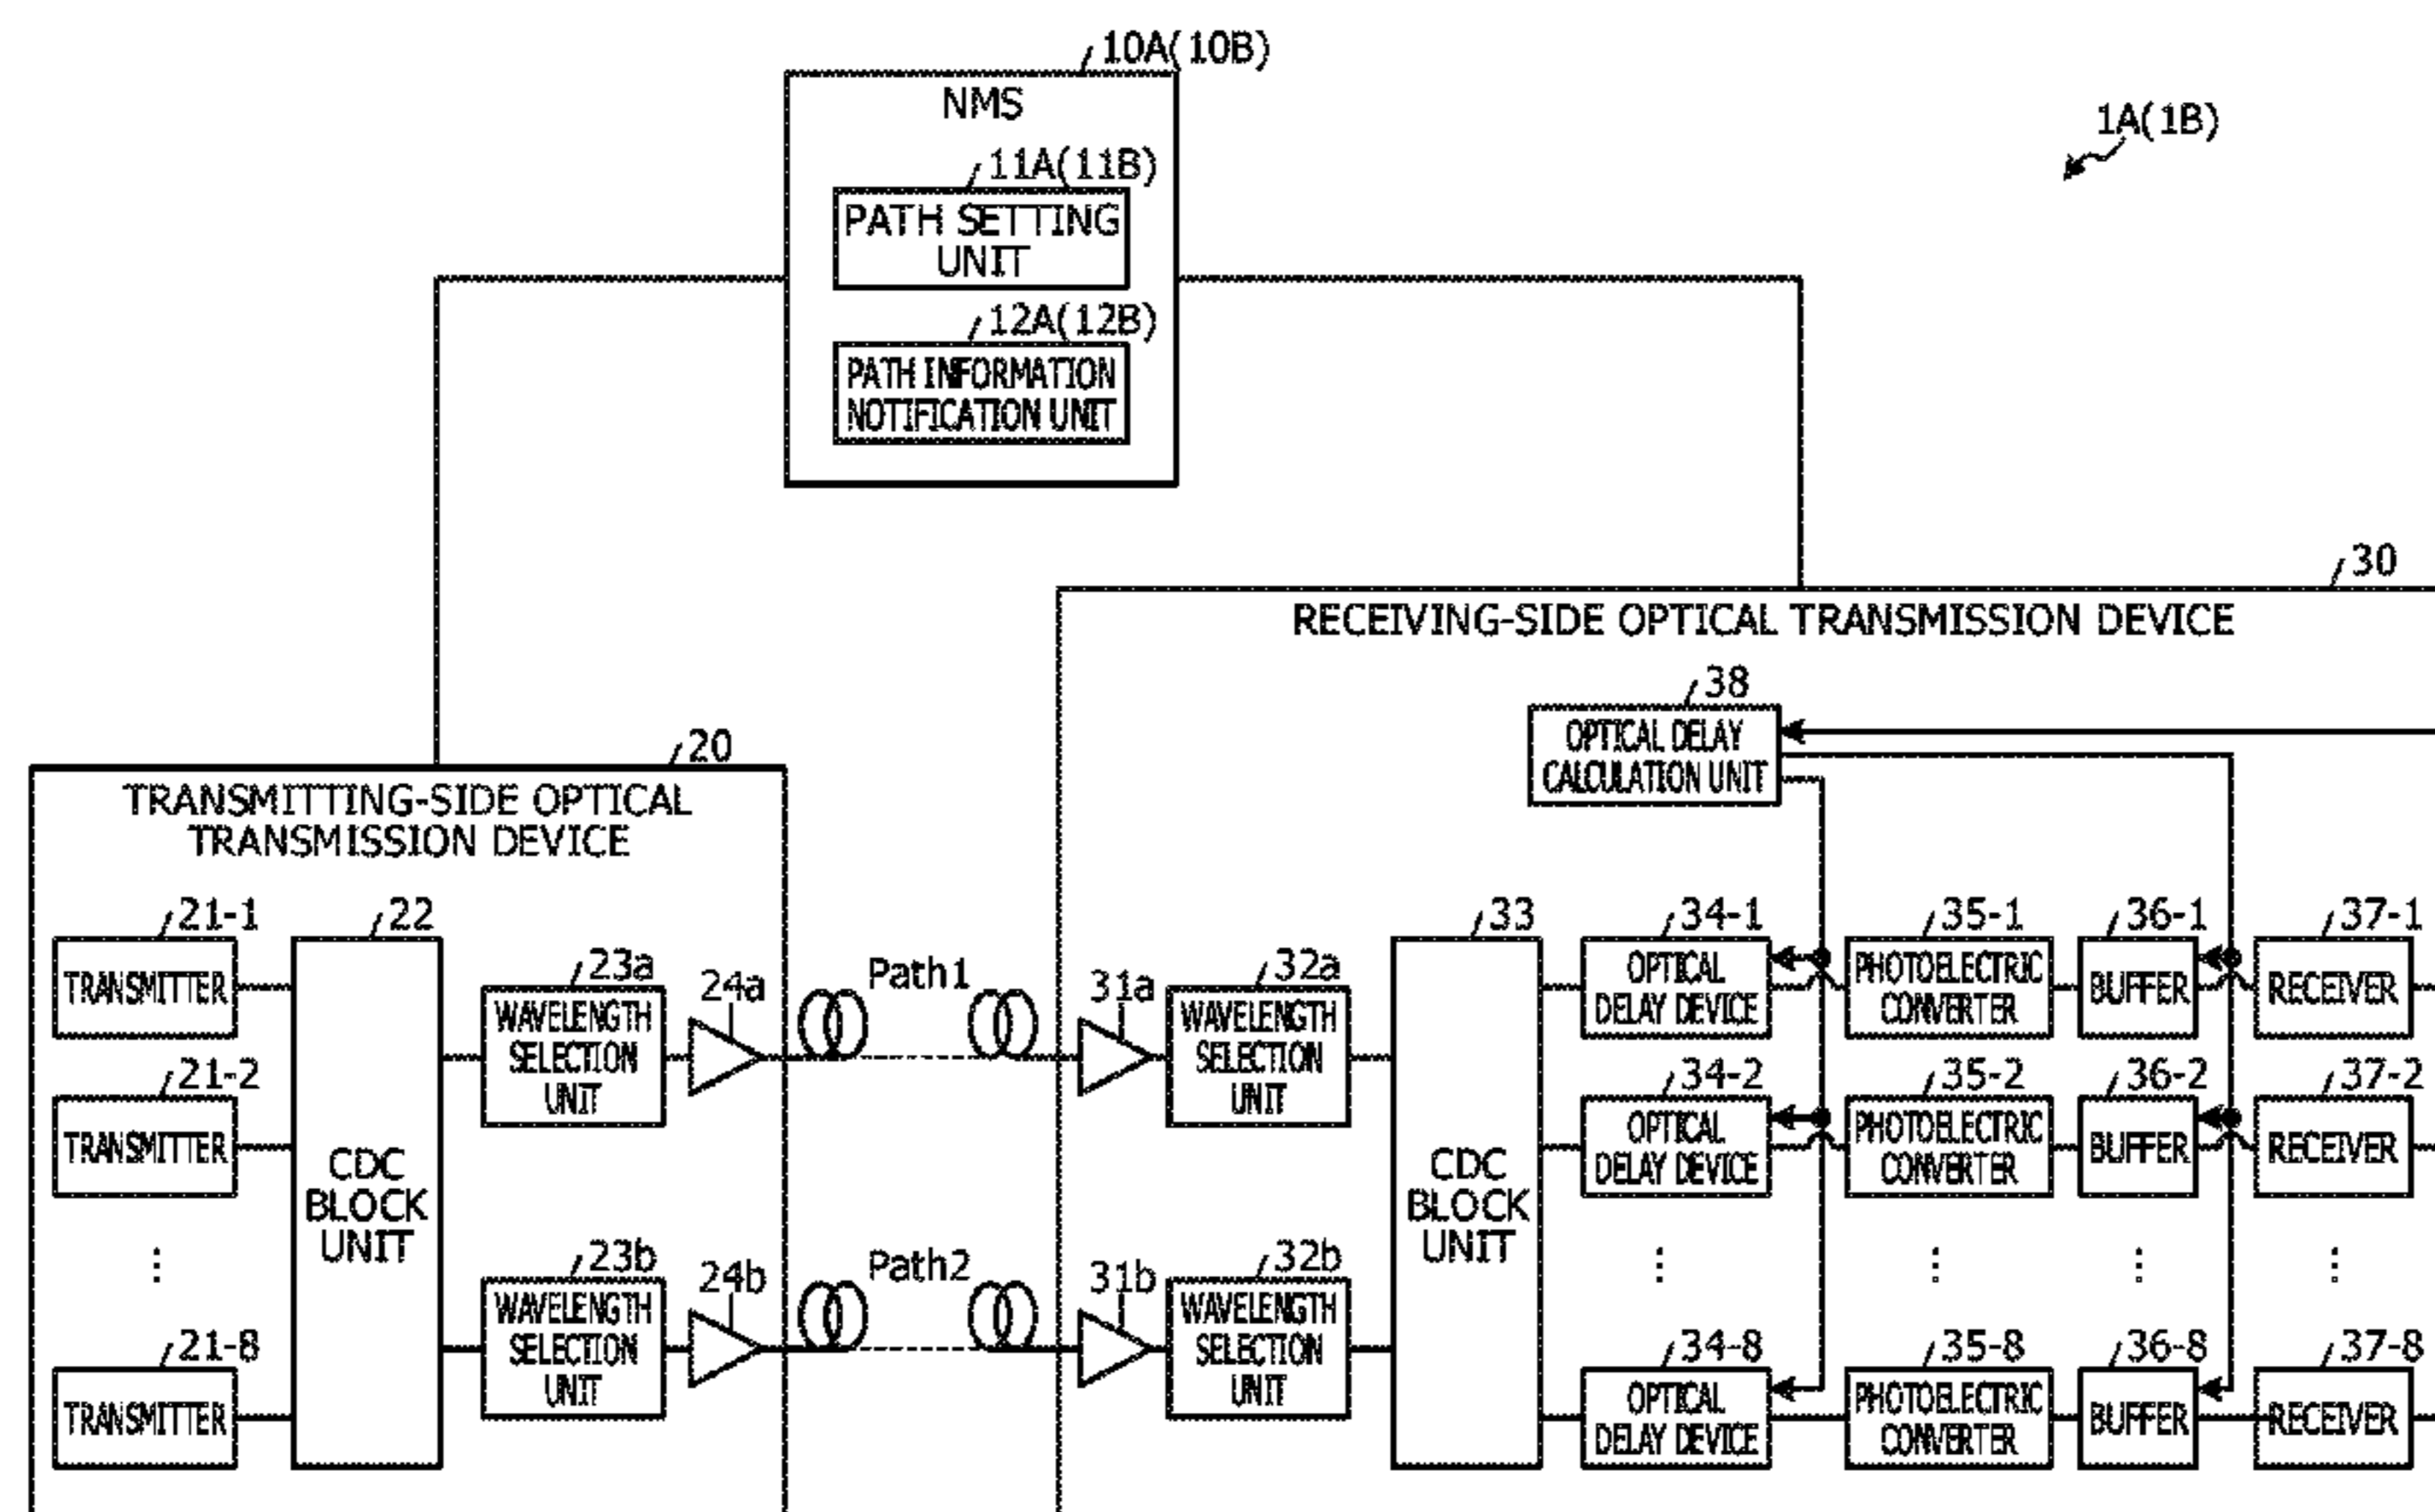 10A(10B)
NMS
1A(1B)
11A(11B)
PATH SETTING
UNIT
12A(12B)
PATH INFORMATION
NOTIFICATION UNIT
30
RECEIVING-SIDE OPTICAL TRANSMISSION DEVICE
38
OPTICAL DELAY
CALCULATION UNIT
20
TRANSMITTING-SIDE OPTICAL
TRANSMISSION DEVICE
21-1
TRANSMITTER
21-2
TRANSMITTER
⋮
21-8
TRANSMITTER
22
CDC
BLOCK
UNIT
23a
WAVELENGTH
SELECTION
UNIT
24a
23b
WAVELENGTH
SELECTION
UNIT
24b
Path1
Path2
31a
32a
WAVELENGTH
SELECTION
UNIT
31b
32b
WAVELENGTH
SELECTION
UNIT
33
CDC
BLOCK
UNIT
34-1
OPTICAL
DELAY DEVICE
35-1
PHOTOELECTRIC
CONVERTER
36-1
BUFFER
37-1
RECEIVER
34-2
OPTICAL
DELAY DEVICE
35-2
PHOTOELECTRIC
CONVERTER
36-2
BUFFER
37-2
RECEIVER
⋮ ⋮ ⋮ ⋮
34-8
OPTICAL
DELAY DEVICE
35-8
PHOTOELECTRIC
CONVERTER
36-8
BUFFER
37-8
RECEIVER